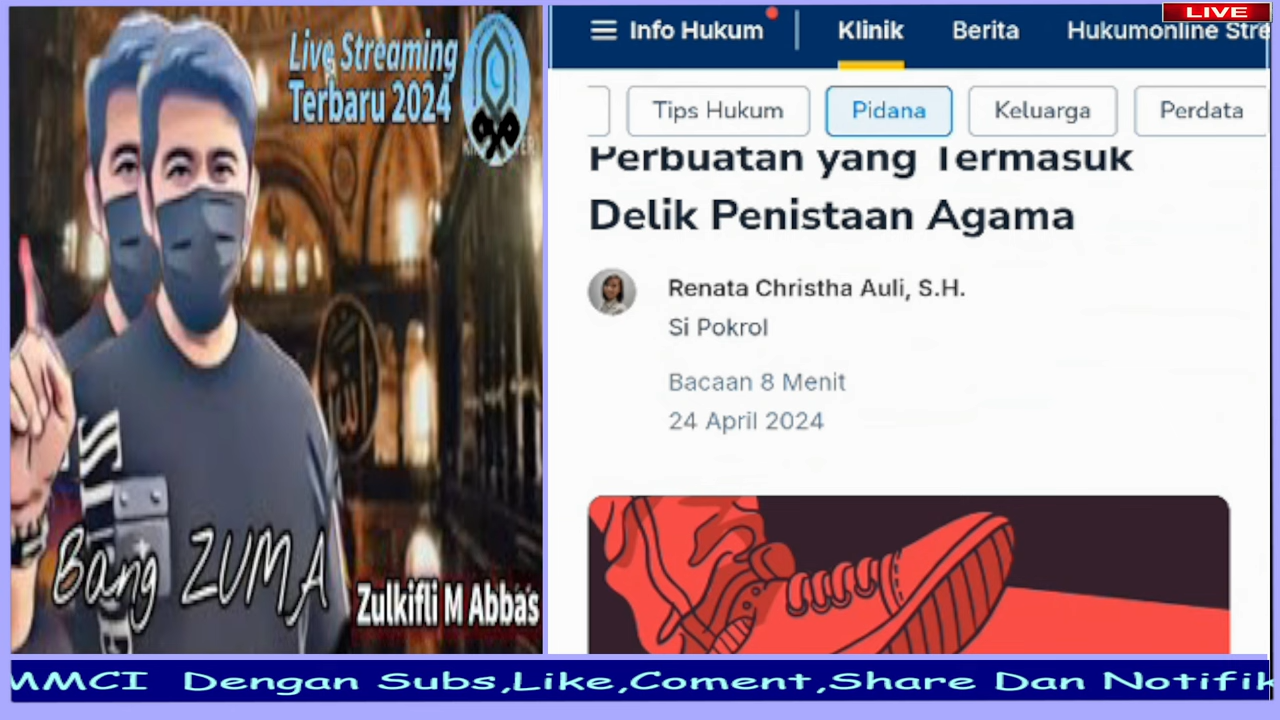 Live Streaming
Terbaru 2024
Bang ZUMA
Zulkifli M Abbas
LIVE
Info Hukum
Klinik
Berita
Hukumonline Stre
Tips Hukum
Pidana
Keluarga
Perdata
Perbuatan yang Termasuk
Delik Penistaan Agama
Renata Christha Auli, S.H.
Si Pokrol
Bacaan 8 Menit
24 April 2024
MMCI Dengan Subs,Like,Coment,Share Dan Notifik